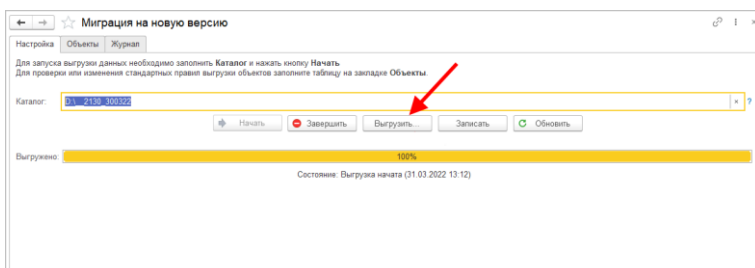 Миграция на новую версию
Настройка Объекты Журнал
Для запуска выгрузки данных необходимо заполнить Каталог и нажать кнопку Начать
Для проверки или изменения стандартных правил выгрузки объектов заполните таблицу на закладке Объекты.
Каталог: D:\__2130_300322 × ?
Начать Завершить Выгрузить... Записать Обновить
Выгружено: 100%
Состояние: Выгрузка начата (31.03.2022 13:12)